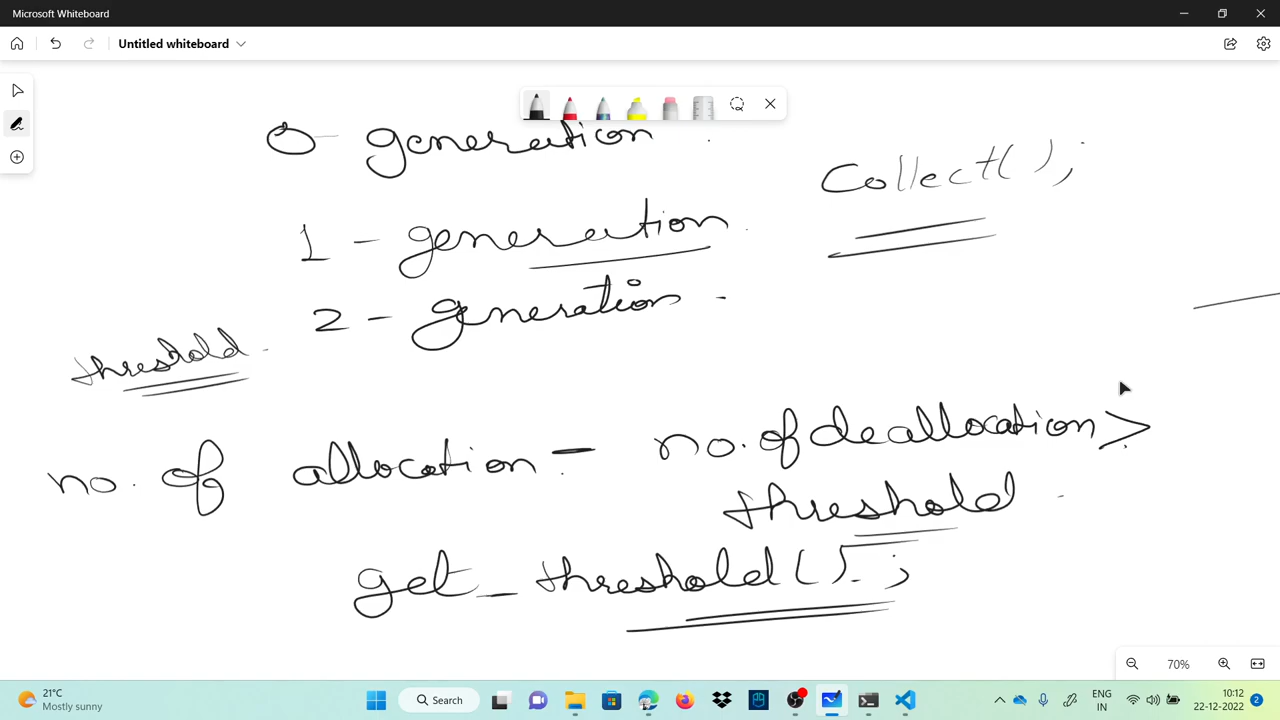 Microsoft Whiteboard
Untitled whiteboard
0 - generation
Collect( );
1 - generation
2 - generation
threshold
no. of allocation - no. of deallocation >
threshold
get_threshold( );
70%
21°C
Mostly sunny
Search
ENG
IN
10:12
22-12-2022
2